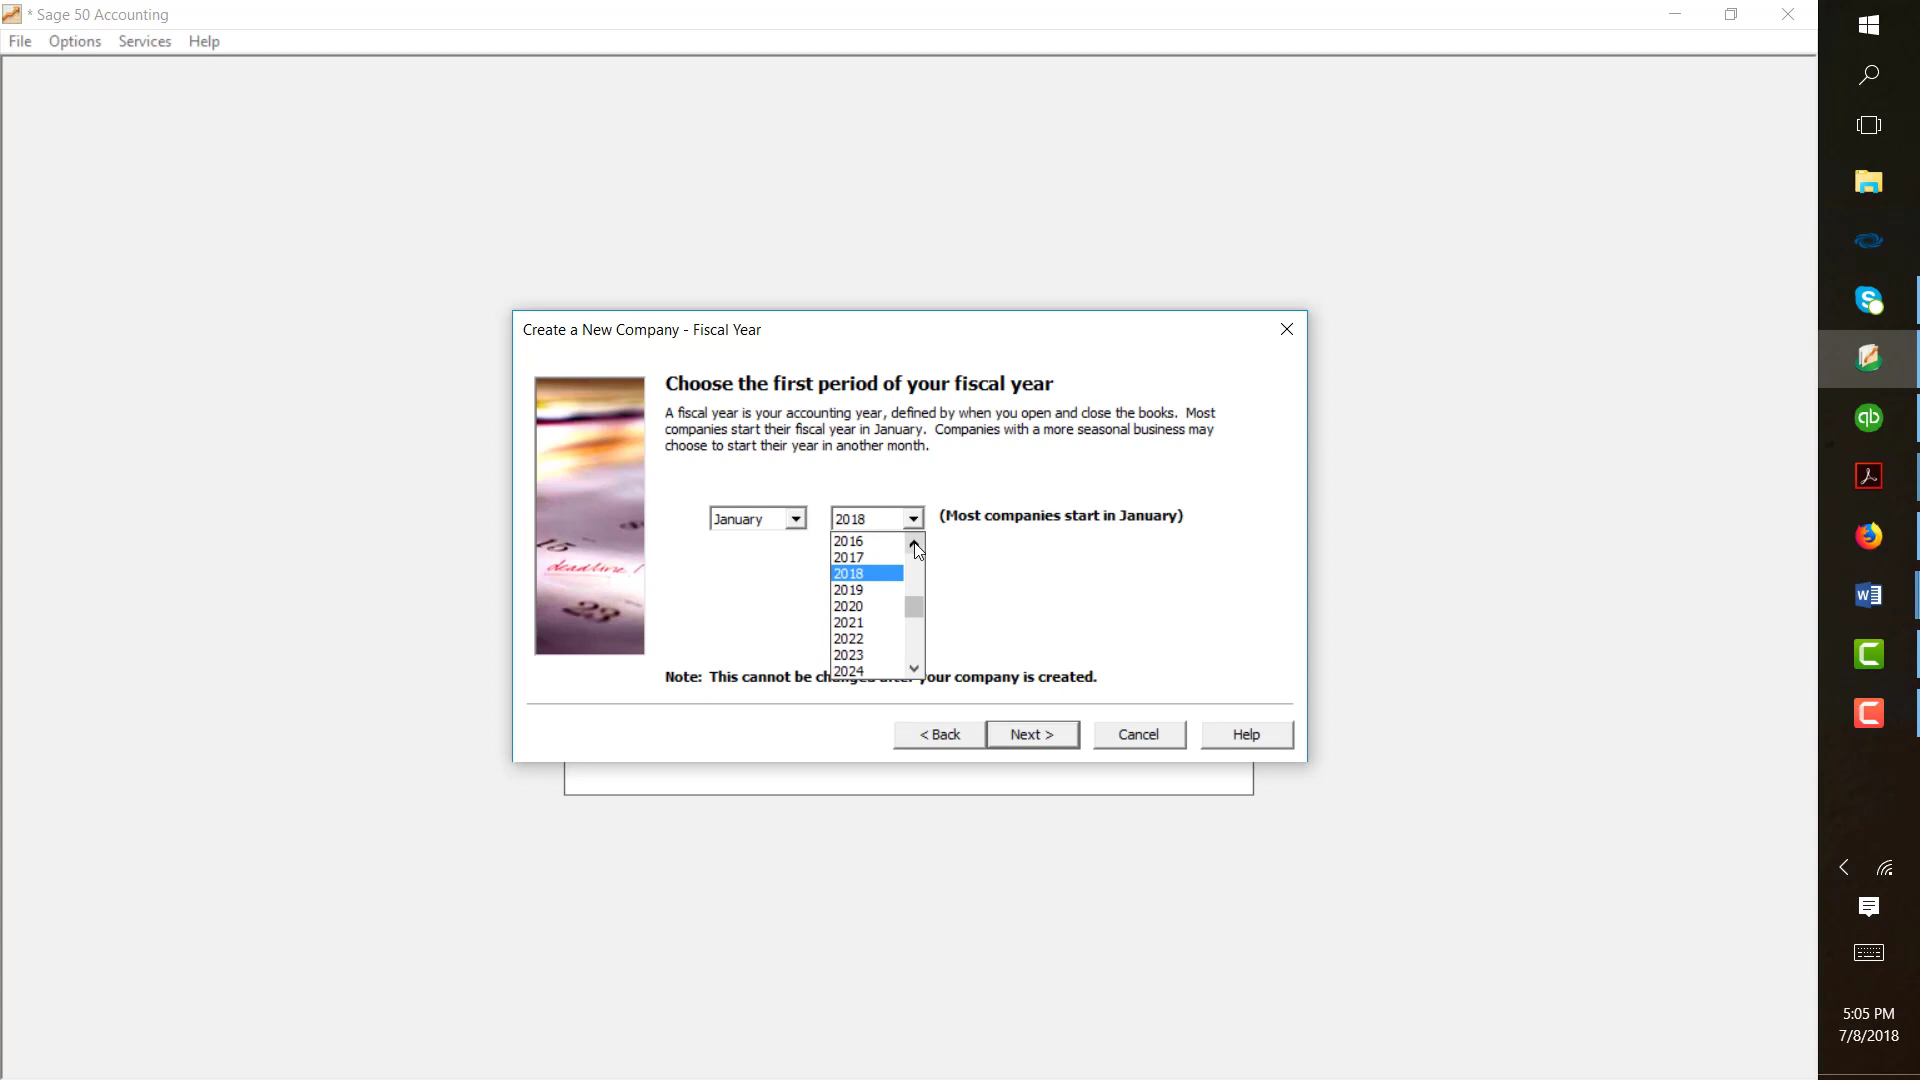 * Sage 50 Accounting
File Options Services Help
Create a New Company - Fiscal Year
Choose the first period of your fiscal year
A fiscal year is your accounting year, defined by when you open and close the books. Most
companies start their fiscal year in January. Companies with a more seasonal business may
choose to start their year in another month.
January 2018 (Most companies start in January)
2016
2017
2018
2019
2020
2021
2022
2023
2024
15
deadline!
23
Note: This cannot be your company is created.
< Back Next > Cancel Help
qb
W
C
C
5:05 PM
7/8/2018